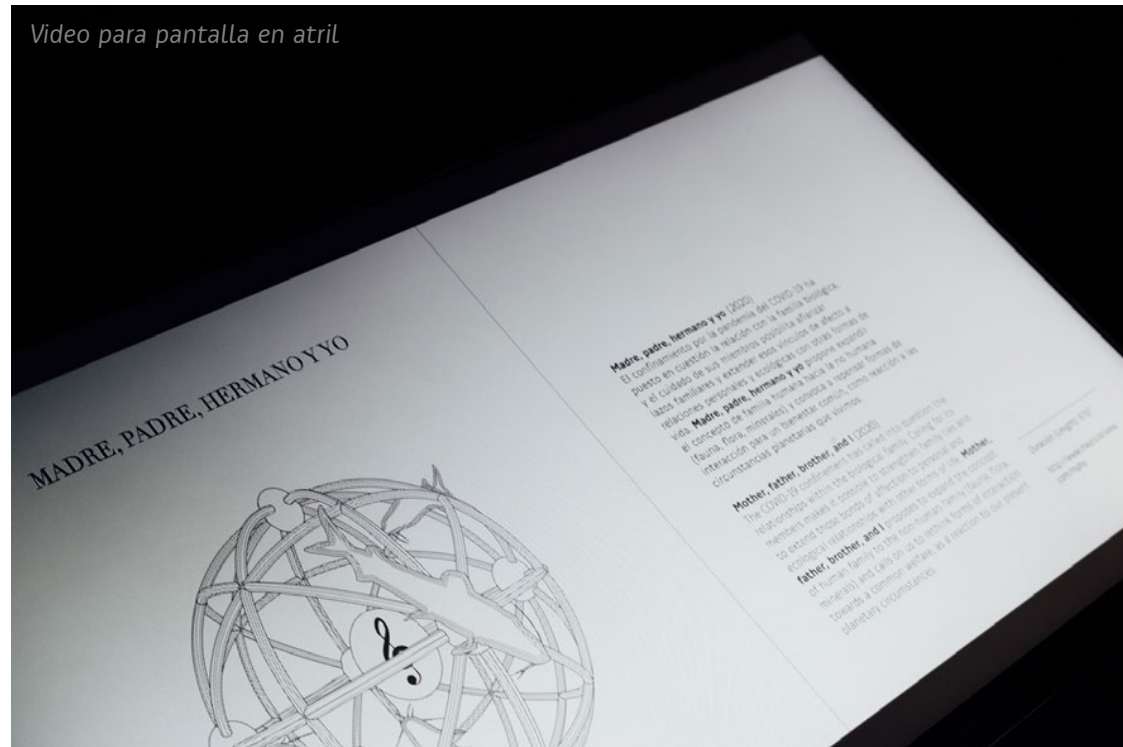 Video para pantalla en atril
MADRE, PADRE, HERMANO Y YO
Madre, padre, hermano y yo (2020)
El confinamiento por la pandemia del COVID-19 ha
puesto en cuestión la relación con la familia biológica,
y el cuidado de sus miembros posibilita afianzar
lazos familiares y extender esos vínculos de afecto a
relaciones personales y ecológicas con otras formas de
vida. Madre, padre, hermano y yo propone expandir
el concepto de familia humana hacia la no humana
(fauna, flora, minerales) y convoca a repensar formas de
interacción para un bienestar común, como reacción a las
circunstancias planetarias que vivimos.
Mother, father, brother, and I (2020)
The COVID-19 confinement has called into question the
relationships within the biological family. Caring for its
members makes it possible to strengthen family ties and
to extend those bonds of affection to personal and
ecological relationships with other forms of life. Mother,
father, brother, and I proposes to expand the concept
of human family to the non-human family (fauna, flora,
minerals) and calls on us to rethink forms of interaction
towards a common welfare, as a reaction to our present
planetary circumstances.
Duración (Length):